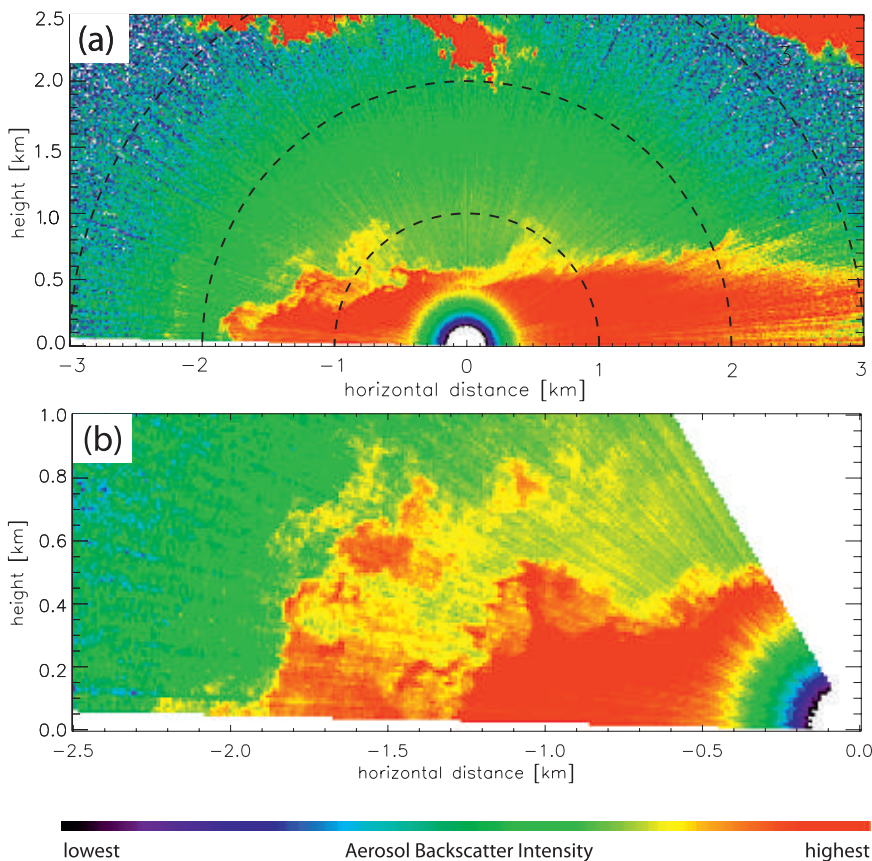 (a)
2.5
2.0
1.5
1.0
0.5
0.0
height [km]
3
−3 −2 −1 0 1 2 3
horizontal distance [km]
(b)
1.0
0.8
0.6
0.4
0.2
0.0
height [km]
−2.5 −2.0 −1.5 −1.0 −0.5 0.0
horizontal distance [km]
lowest Aerosol Backscatter Intensity highest